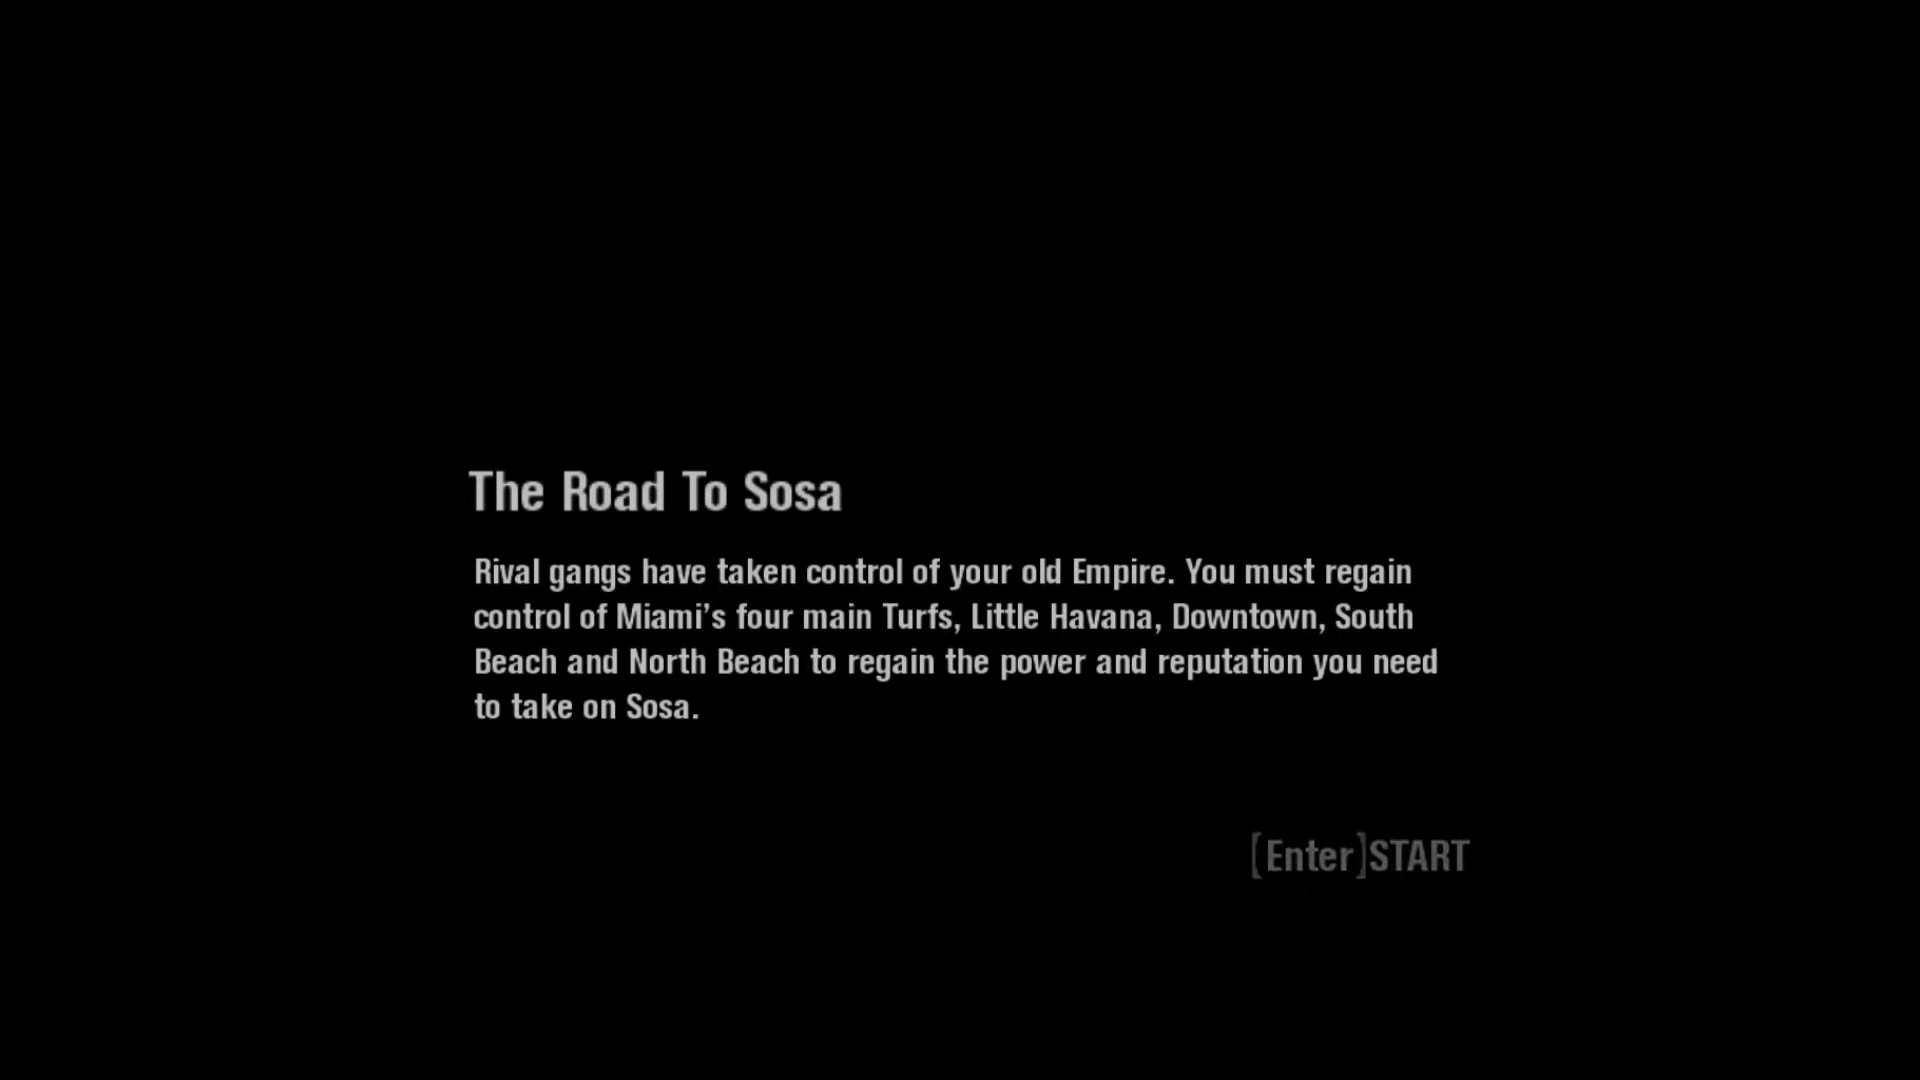 The Road To Sosa
Rival gangs have taken control of your old Empire. You must regain
control of Miami’s four main Turfs, Little Havana, Downtown, South
Beach and North Beach to regain the power and reputation you need
to take on Sosa.
[Enter]START